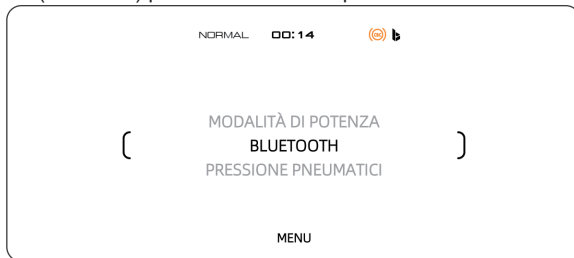 NORMAL 00:14
MODALITÀ DI POTENZA
BLUETOOTH
PRESSIONE PNEUMATICI
MENU